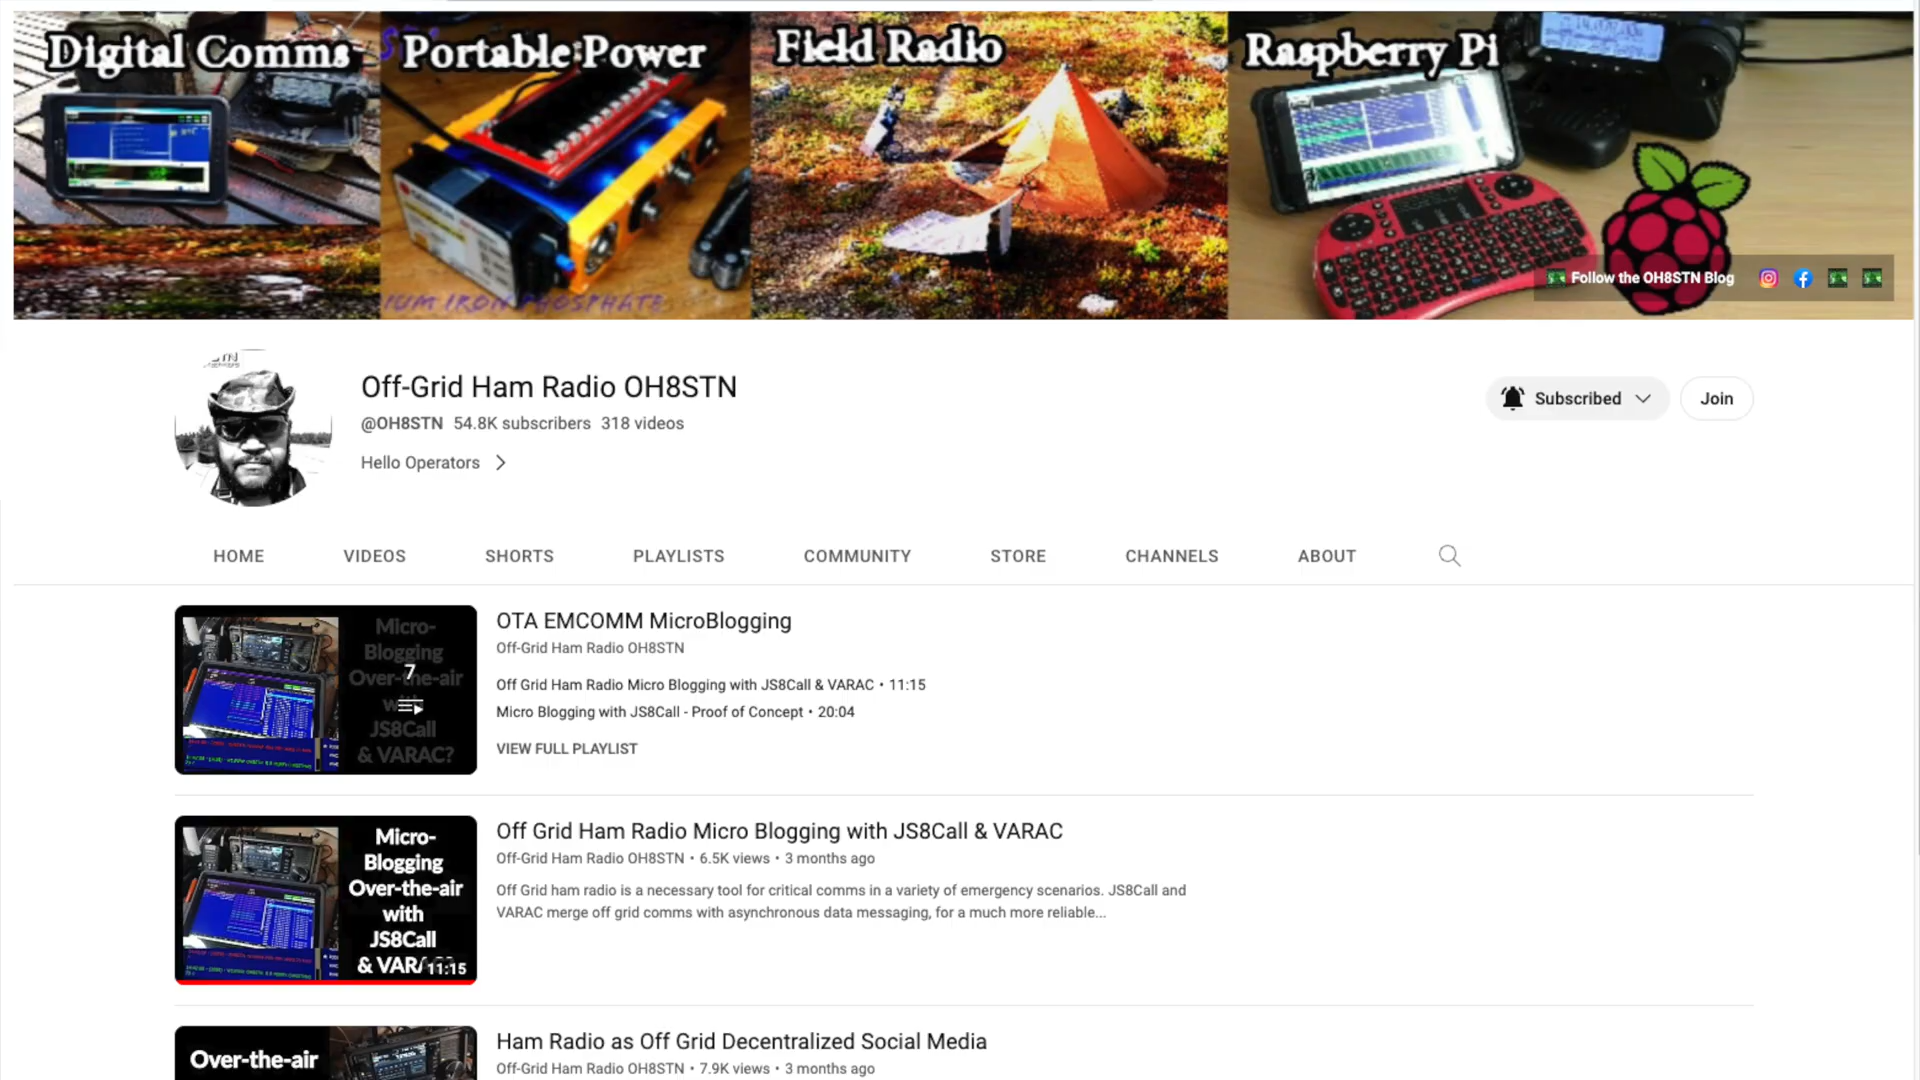 Digital Comms
Portable Power
Field Radio
Raspberry Pi
IUM IRON PHOSPHATE
Follow the OH8STN Blog
Off-Grid Ham Radio OH8STN
@OH8STN 54.8K subscribers 318 videos
Hello Operators
Subscribed
Join
HOME
VIDEOS
SHORTS
PLAYLISTS
COMMUNITY
STORE
CHANNELS
ABOUT
Micro-
Blogging
Over-the-air
with
JS8Call
& VARAC?
7
OTA EMCOMM MicroBlogging
Off-Grid Ham Radio OH8STN
Off Grid Ham Radio Micro Blogging with JS8Call & VARAC • 11:15
Micro Blogging with JS8Call - Proof of Concept • 20:04
VIEW FULL PLAYLIST
Micro-
Blogging
Over-the-air
with
JS8Call
& VAR
11:15
Off Grid Ham Radio Micro Blogging with JS8Call & VARAC
Off-Grid Ham Radio OH8STN • 6.5K views • 3 months ago
Off Grid ham radio is a necessary tool for critical comms in a variety of emergency scenarios. JS8Call and
VARAC merge off grid comms with asynchronous data messaging, for a much more reliable...
Over-the-air
Ham Radio as Off Grid Decentralized Social Media
Off-Grid Ham Radio OH8STN • 7.9K views • 3 months ago